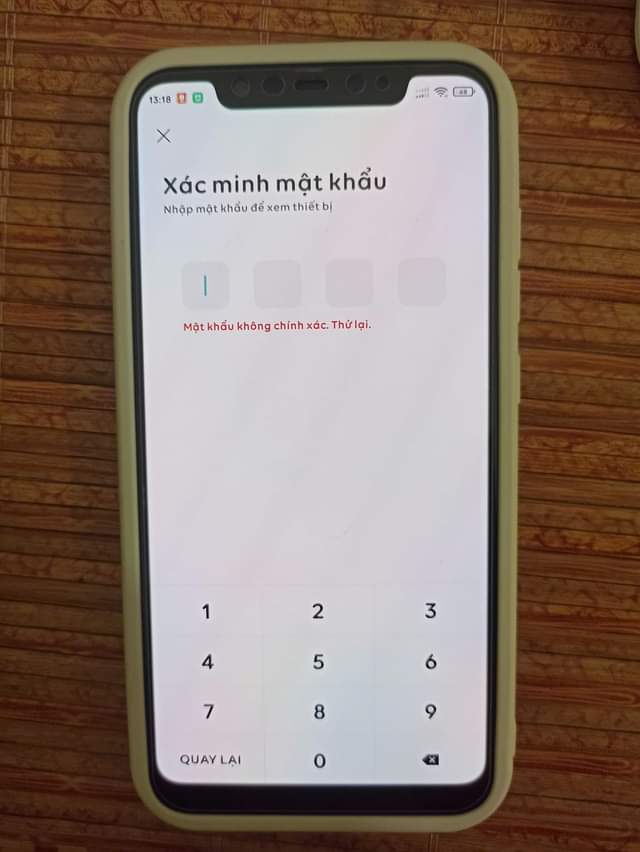 13:18
48
Xác minh mật khẩu
Nhập mật khẩu để xem thiết bị
Mật khẩu không chính xác. Thử lại.
1 2 3
4 5 6
7 8 9
QUAY LẠI 0